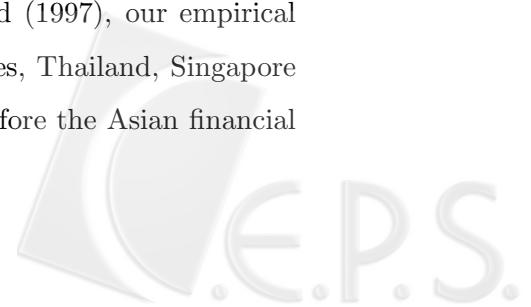 d (1997), our empirical
es, Thailand, Singapore
fore the Asian financial
C.E.P.S.